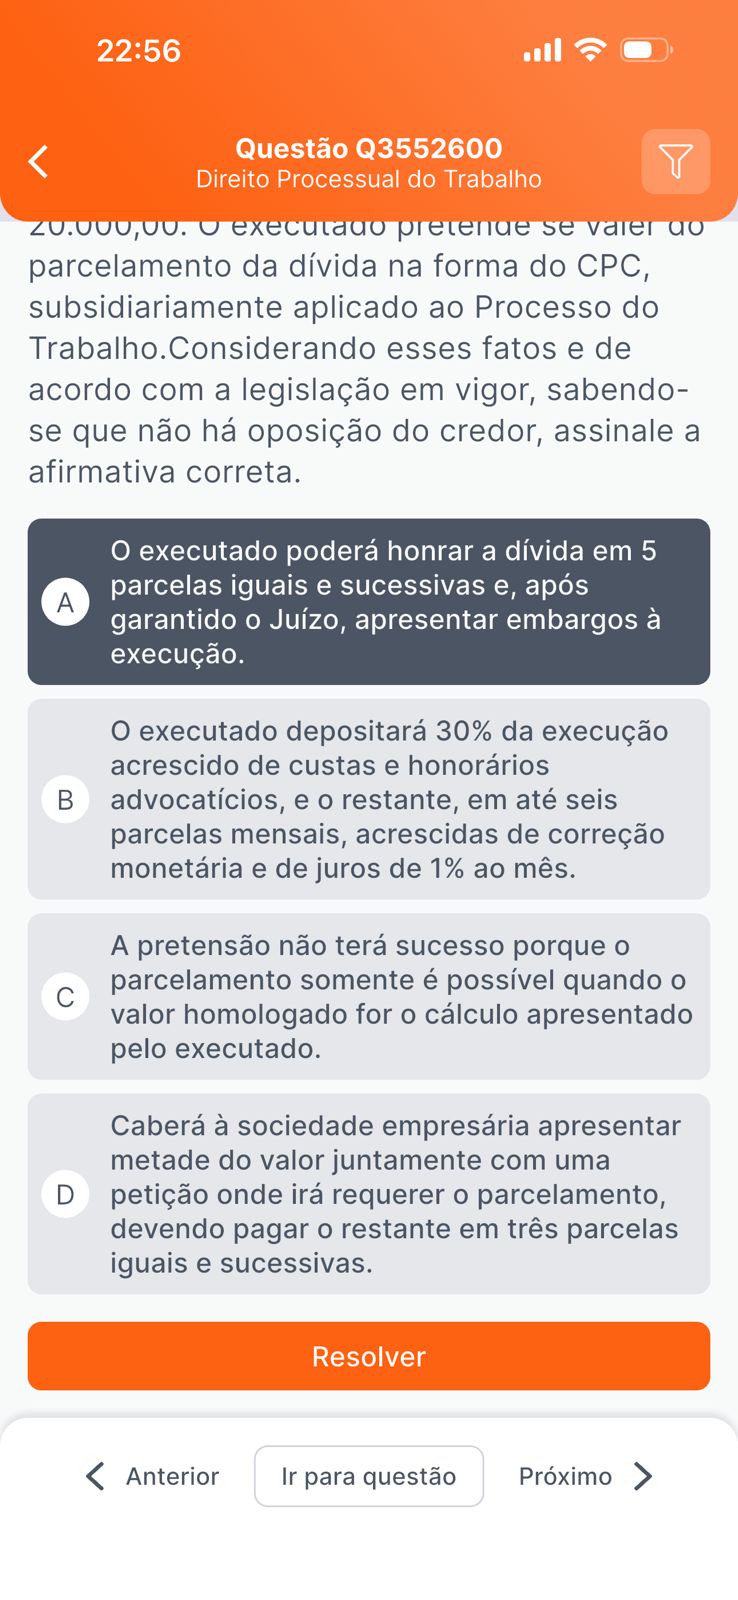 22:56
Questão Q3552600
Direito Processual do Trabalho
20.000,00. O executado pretende se valer do
parcelamento da dívida na forma do CPC,
subsidiariamente aplicado ao Processo do
Trabalho.Considerando esses fatos e de
acordo com a legislação em vigor, sabendo-
se que não há oposição do credor, assinale a
afirmativa correta.
A
O executado poderá honrar a dívida em 5
parcelas iguais e sucessivas e, após
garantido o Juízo, apresentar embargos à
execução.
B
O executado depositará 30% da execução
acrescido de custas e honorários
advocatícios, e o restante, em até seis
parcelas mensais, acrescidas de correção
monetária e de juros de 1% ao mês.
C
A pretensão não terá sucesso porque o
parcelamento somente é possível quando o
valor homologado for o cálculo apresentado
pelo executado.
D
Caberá à sociedade empresária apresentar
metade do valor juntamente com uma
petição onde irá requerer o parcelamento,
devendo pagar o restante em três parcelas
iguais e sucessivas.
Resolver
Anterior
Ir para questão
Próximo